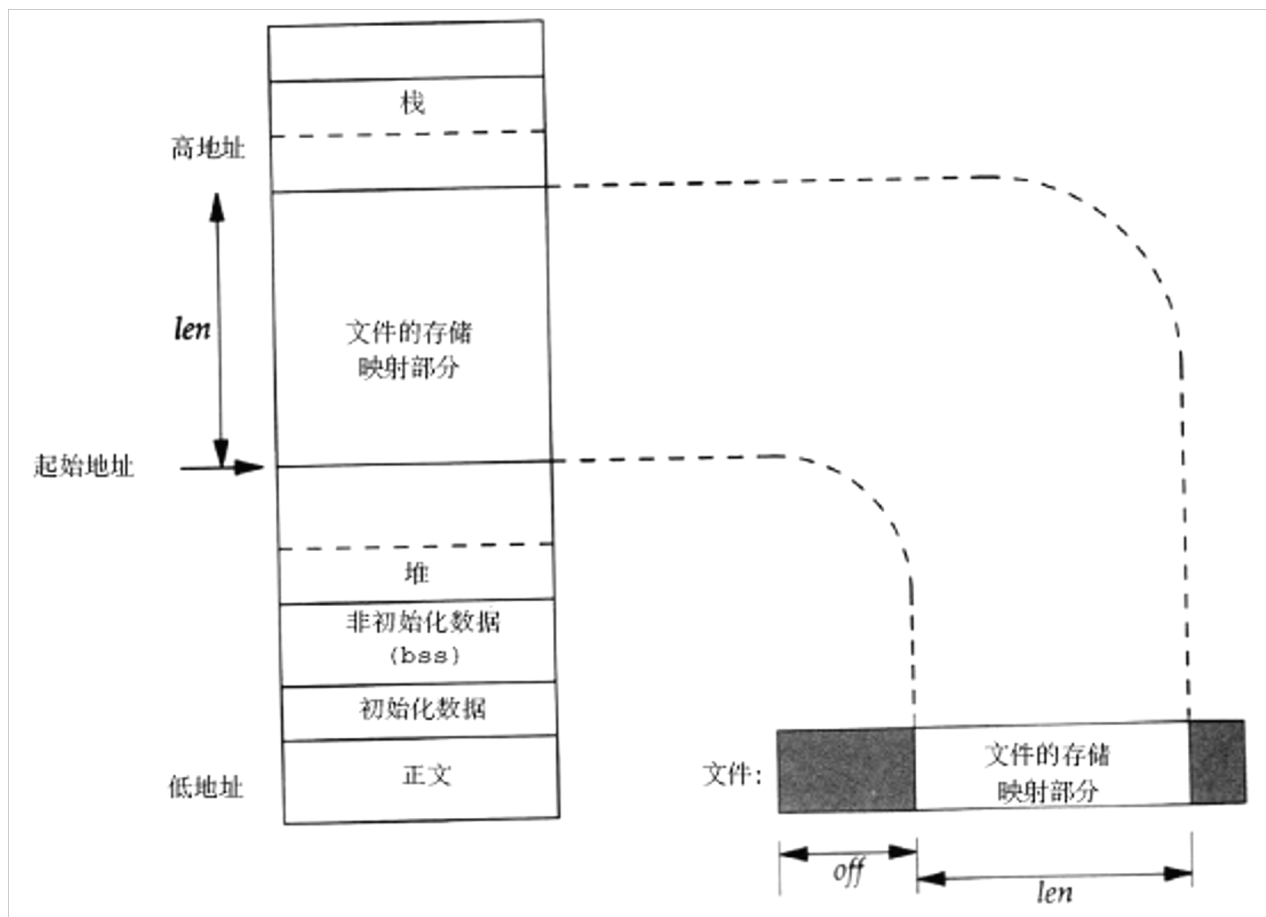 栈
高地址
len
文件的存储
映射部分
起始地址
堆
非初始化数据
(bss)
初始化数据
低地址
正文
文件:
文件的存储
映射部分
off
len